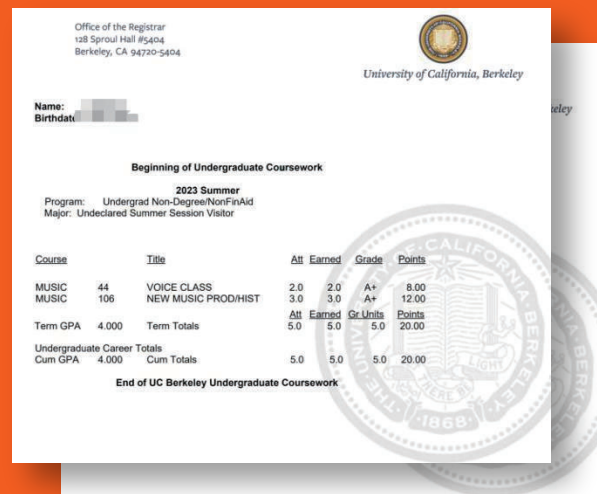 Office of the Registrar
128 Sproul Hall #5404
Berkeley, CA 94720-5404
University of California, Berkeley
keley
Name:
Birthdate
Beginning of Undergraduate Coursework
2023 Summer
Program: Undergrad Non-Degree/NonFinAid
Major: Undeclared Summer Session Visitor
Course Title Att Earned Grade Points
MUSIC 44 VOICE CLASS 2.0 2.0 A+ 8.00
MUSIC 106 NEW MUSIC PROD/HIST 3.0 3.0 A+ 12.00
Att Earned Gr Units Points
Term GPA 4.000 Term Totals 5.0 5.0 5.0 20.00
Undergraduate Career Totals
Cum GPA 4.000 Cum Totals 5.0 5.0 5.0 20.00
End of UC Berkeley Undergraduate Coursework
THE UNIVERSITY OF CALIFORNIA BERKELEY
LET THERE BE LIGHT
1868